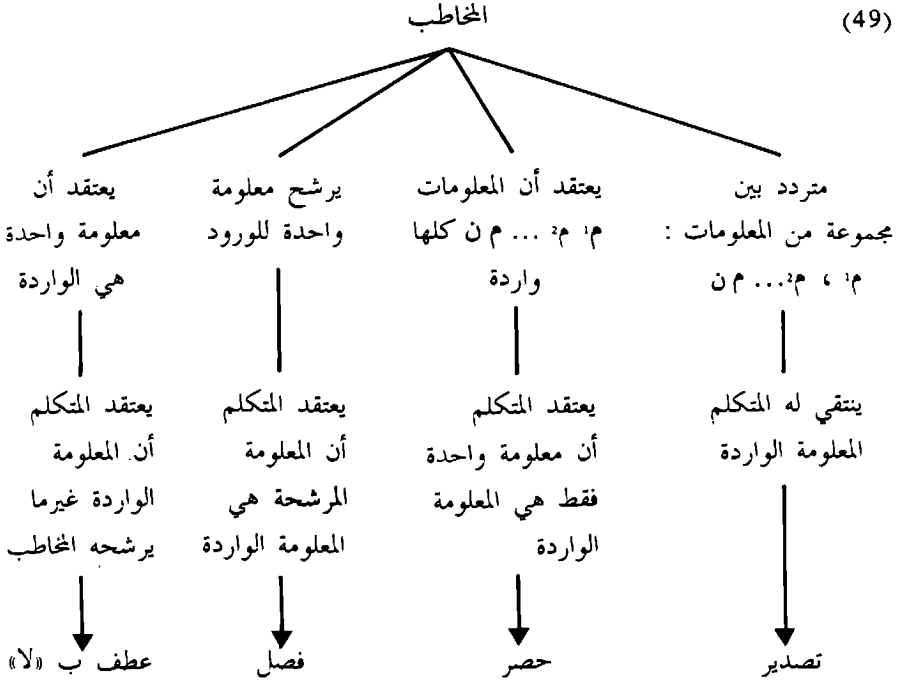 (49)
المخاطب
متردد بين
مجموعة من المعلومات :
م¹ ، م²... م ن
ينتقي له المتكلم
المعلومة الواردة
تصدير
يعتقد أن المعلومات
م¹ م² ... م ن كلها
واردة
يعتقد المتكلم
أن معلومة واحدة
فقط هي المعلومة
الواردة
حصر
يرشح معلومة
واحدة للورود
يعتقد المتكلم
أن المعلومة
المرشحة هي
المعلومة الواردة
فصل
يعتقد أن
معلومة واحدة
هي الواردة
يعتقد المتكلم
أن المعلومة
الواردة غيرما
يرشحه المخاطب
عطف ب «لا»